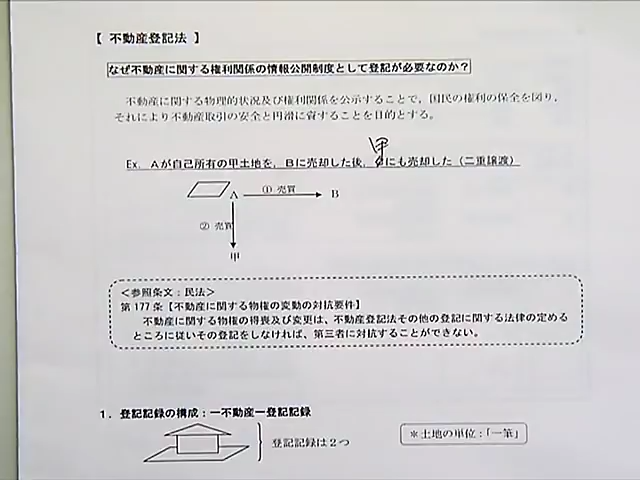 【 不動産登記法 】
なぜ不動産に関する権利関係の情報公開制度として登記が必要なのか？
不動産に関する物理的状況及び権利関係を公示することで，国民の権利の保全を図り，
それにより不動産取引の安全と円滑に資することを目的とする。
甲
Ex. Ａが自己所有の甲土地を，Ｂに売却した後，にも売却した（二重譲渡）
Ａ ① 売買 Ｂ
② 売買
甲
＜参照条文：民法＞
第 177 条【不動産に関する物権の変動の対抗要件】
不動産に関する物権の得喪及び変更は、不動産登記法その他の登記に関する法律の定める
ところに従いその登記をしなければ、第三者に対抗することができない。
１．登記記録の構成：一不動産一登記記録
登記記録は２つ
＊土地の単位：「一筆」